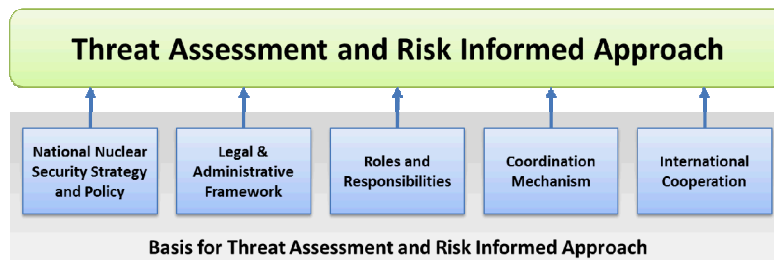 Threat Assessment and Risk Informed Approach
National Nuclear
Security Strategy
and Policy
Legal &
Administrative
Framework
Roles and
Responsibilities
Coordination
Mechanism
International
Cooperation
Basis for Threat Assessment and Risk Informed Approach